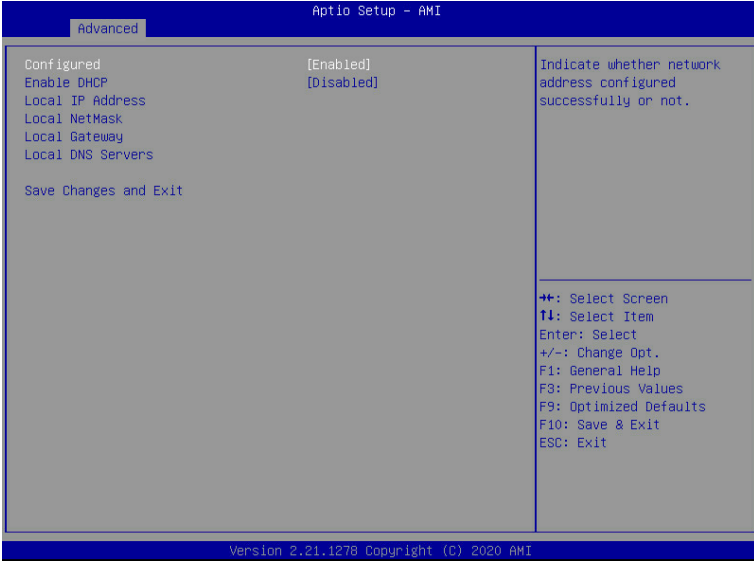 Aptio Setup – AMI
Advanced
Configured [Enabled]
Enable DHCP [Disabled]
Local IP Address
Local NetMask
Local Gateway
Local DNS Servers
Save Changes and Exit
Indicate whether network
address configured
successfully or not.
→←: Select Screen
↑↓: Select Item
Enter: Select
+/-: Change Opt.
F1: General Help
F3: Previous Values
F9: Optimized Defaults
F10: Save & Exit
ESC: Exit
Version 2.21.1278 Copyright (C) 2020 AMI